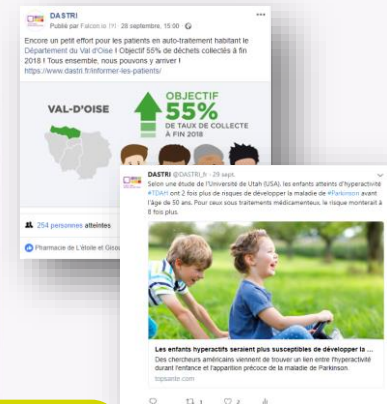 DASTRI
Publié par Falcon.io [?] · 28 septembre, 15:00 ·
Encore un petit effort pour les patients en auto-traitement habitant le
Département du Val d'Oise ! Objectif 55% de déchets collectés à fin
2018 ! Tous ensemble, nous pouvons y arriver !
https://www.dastri.fr/informer-les-patients/
VAL-D'OISE
OBJECTIF
55%
DE TAUX DE COLLECTE
À FIN 2018
254 personnes atteintes
Pharmacie de L'étoile et
DASTRI @DASTRI_fr · 29 sept.
Selon une étude de l'Université de Utah (USA), les enfants atteints d'hyperactivité
#TDAH ont 2 fois plus de risques de développer la maladie de #Parkinson avant
l'âge de 50 ans. Pour ceux sous traitements médicamenteux, le risque monterait à
8 fois plus.
Les enfants hyperactifs seraient plus susceptibles de développer la ...
Des chercheurs américains viennent de trouver un lien entre l'hyperactivité
durant l'enfance et l'apparition précoce de la maladie de Parkinson.
topsante.com
1 2